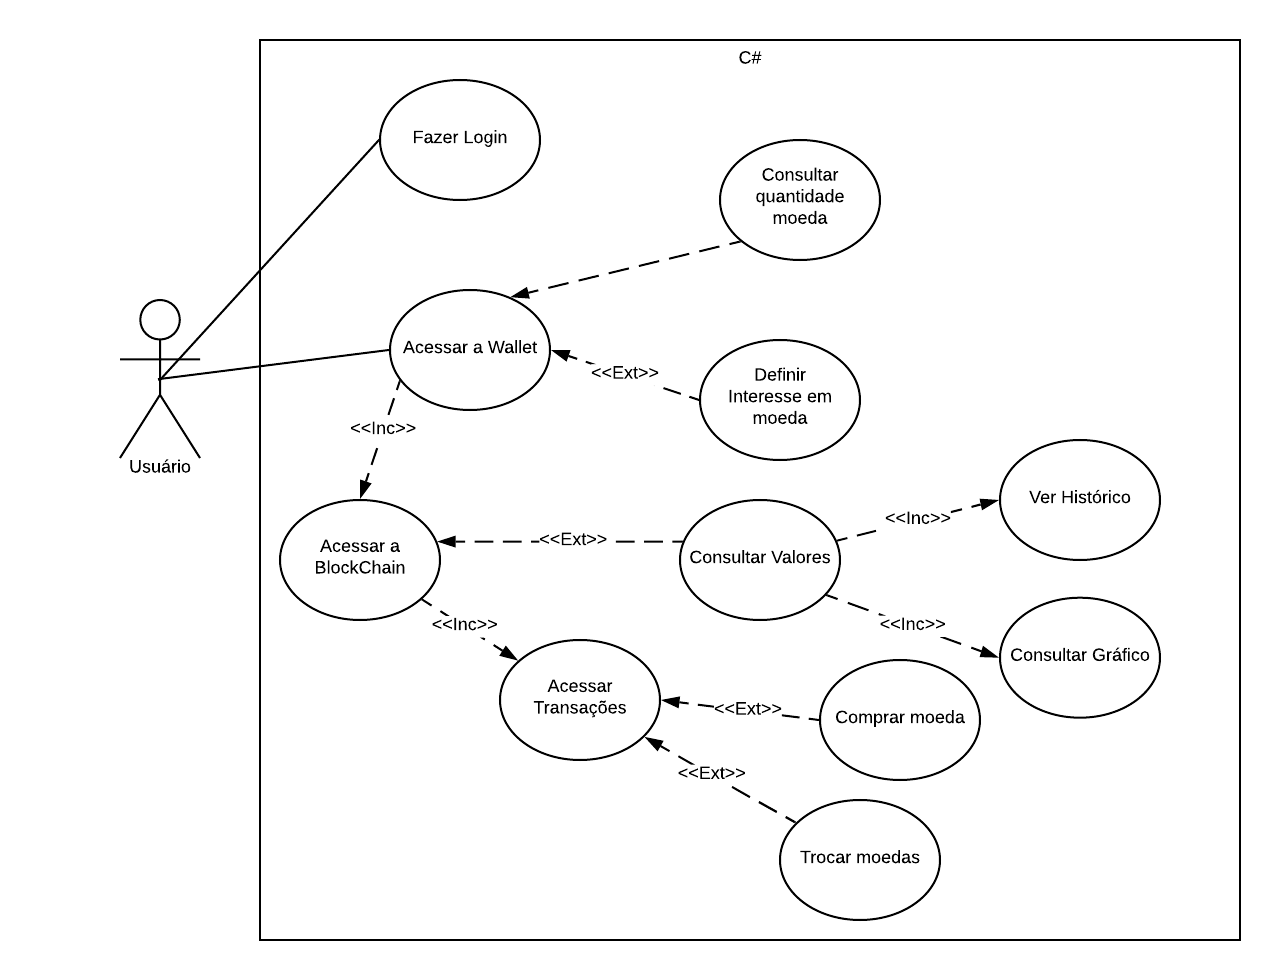 C#
Fazer Login
Consultar
quantidade
moeda
Acessar a Wallet
<<Ext>>
Definir
Interesse em
moeda
<<Inc>>
Usuário
Acessar a
BlockChain
<<Ext>>
Consultar Valores
<<Inc>>
Ver Histórico
<<Inc>>
Consultar Gráfico
<<Inc>>
Acessar
Transações
<<Ext>>
Comprar moeda
<<Ext>>
Trocar moedas